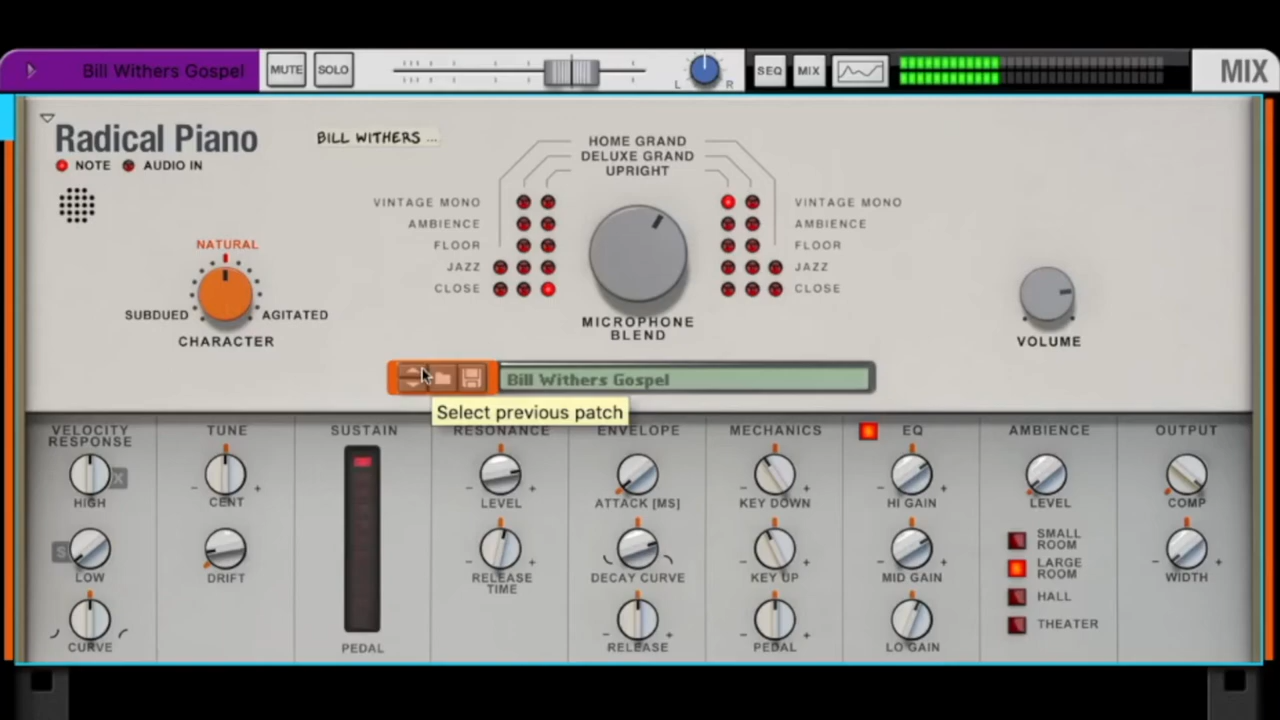 Bill Withers Gospel
MUTE
SOLO
L
R
SEQ
MIX
MIX
Radical Piano
BILL WITHERS ...
NOTE
AUDIO IN
HOME GRAND
DELUXE GRAND
UPRIGHT
VINTAGE MONO
AMBIENCE
FLOOR
JAZZ
CLOSE
VINTAGE MONO
AMBIENCE
FLOOR
JAZZ
CLOSE
MICROPHONE
BLEND
NATURAL
SUBDUED
AGITATED
CHARACTER
VOLUME
Bill Withers Gospel
Select previous patch
VELOCITY
RESPONSE
HIGH
X
S
LOW
CURVE
TUNE
- +
CENT
DRIFT
SUSTAIN
PEDAL
RESONANCE
- +
LEVEL
- +
RELEASE
TIME
ENVELOPE
ATTACK [MS]
DECAY CURVE
- +
RELEASE
MECHANICS
- +
KEY DOWN
- +
KEY UP
- +
PEDAL
EQ
- +
HI GAIN
- +
MID GAIN
LO GAIN
AMBIENCE
LEVEL
SMALL
ROOM
LARGE
ROOM
HALL
THEATER
OUTPUT
COMP
- +
WIDTH